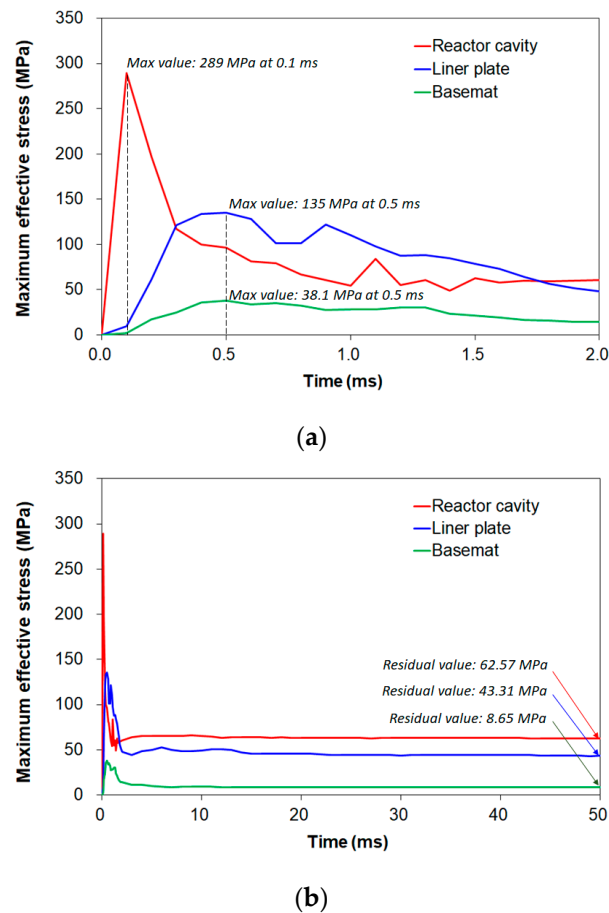 350
300
250
200
150
100
50
0
Maximum effective stress (MPa)
Reactor cavity
Liner plate
Basemat
Max value: 289 MPa at 0.1 ms
Max value: 135 MPa at 0.5 ms
Max value: 38.1 MPa at 0.5 ms
0.0 0.5 1.0 1.5 2.0
Time (ms)
(a)
350
300
250
200
150
100
50
0
Maximum effective stress (MPa)
Reactor cavity
Liner plate
Basemat
Residual value: 62.57 MPa
Residual value: 43.31 MPa
Residual value: 8.65 MPa
0 10 20 30 40 50
Time (ms)
(b)